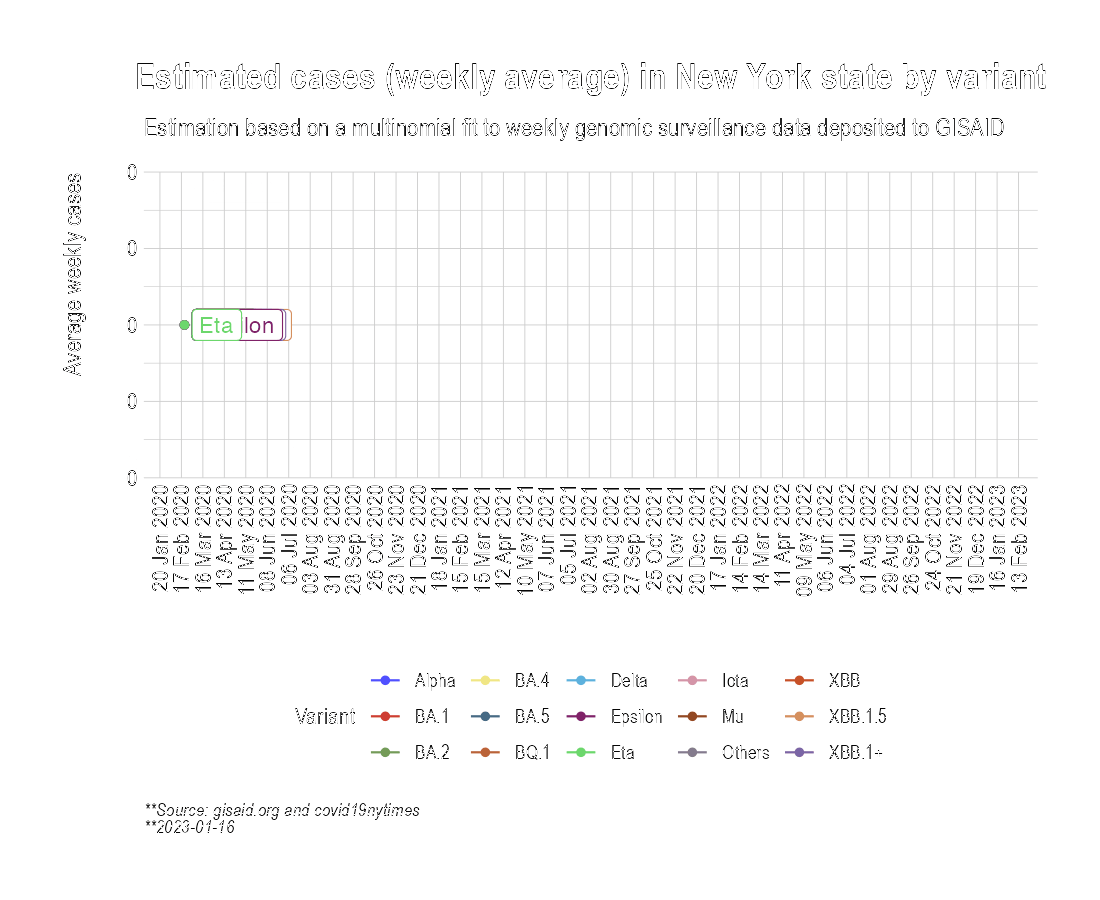 Estimated cases (weekly average) in New York state by variant
Estimation based on a multinomial fit to weekly genomic surveillance data deposited to GISAID
Average weekly cases
0
0
0
0
0
Eta
lon
20 Jan 2020
17 Feb 2020
16 Mar 2020
13 Apr 2020
11 May 2020
08 Jun 2020
06 Jul 2020
03 Aug 2020
31 Aug 2020
28 Sep 2020
26 Oct 2020
23 Nov 2020
21 Dec 2020
18 Jan 2021
15 Feb 2021
15 Mar 2021
12 Apr 2021
10 May 2021
07 Jun 2021
05 Jul 2021
02 Aug 2021
30 Aug 2021
27 Sep 2021
25 Oct 2021
22 Nov 2021
20 Dec 2021
17 Jan 2022
14 Feb 2022
14 Mar 2022
11 Apr 2022
09 May 2022
06 Jun 2022
04 Jul 2022
01 Aug 2022
29 Aug 2022
26 Sep 2022
24 Oct 2022
21 Nov 2022
19 Dec 2022
16 Jan 2023
13 Feb 2023
Variant
Alpha
BA.1
BA.2
BA.4
BA.5
BQ.1
Delta
Epsilon
Eta
Iota
Mu
Others
XBB
XBB.1.5
XBB.1+
**Source: gisaid.org and covid19nytimes
**2023-01-16